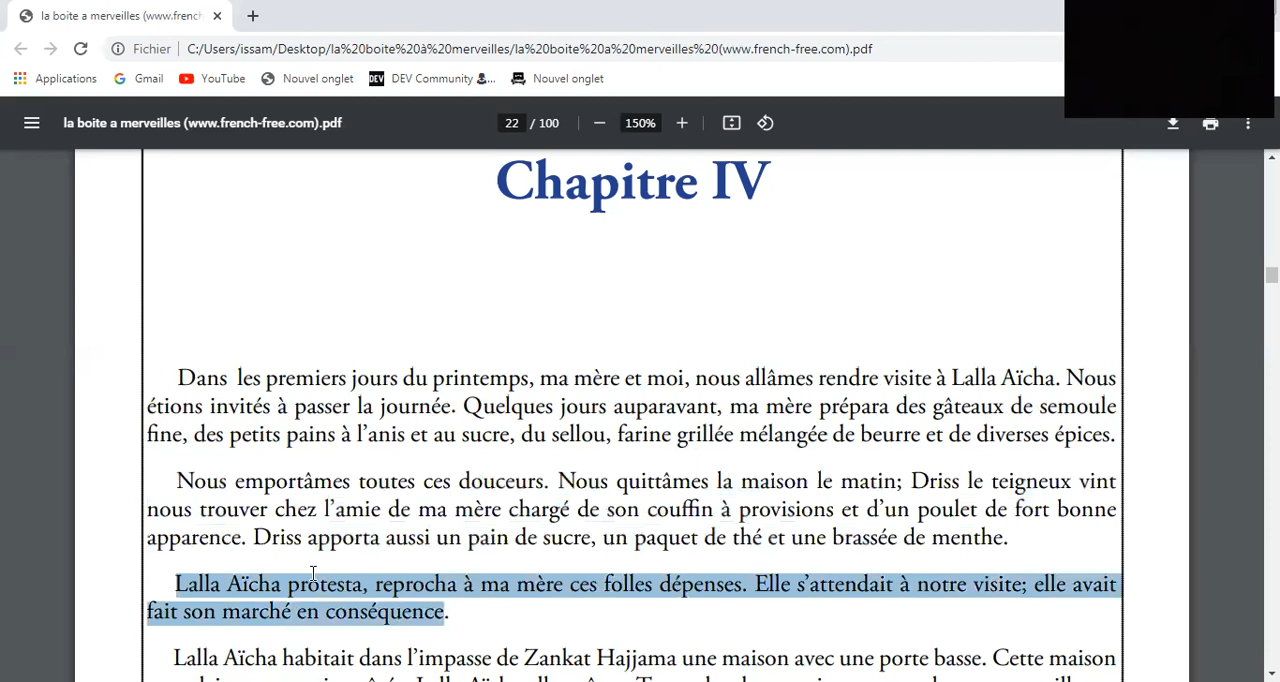 la boite a merveilles (www.french
Fichier C:/Users/issam/Desktop/la%20boite%20à%20merveilles/la%20boite%20a%20merveilles%20(www.french-free.com).pdf
Applications Gmail YouTube Nouvel onglet DEV DEV Community Nouvel onglet
la boite a merveilles (www.french-free.com).pdf 22 / 100 150%
Chapitre IV
Dans les premiers jours du printemps, ma mère et moi, nous allâmes rendre visite à Lalla Aïcha. Nous
étions invités à passer la journée. Quelques jours auparavant, ma mère prépara des gâteaux de semoule
fine, des petits pains à l’anis et au sucre, du sellou, farine grillée mélangée de beurre et de diverses épices.
Nous emportâmes toutes ces douceurs. Nous quittâmes la maison le matin; Driss le teigneux vint
nous trouver chez l’amie de ma mère chargé de son couffin à provisions et d’un poulet de fort bonne
apparence. Driss apporta aussi un pain de sucre, un paquet de thé et une brassée de menthe.
Lalla Aïcha protesta, reprocha à ma mère ces folles dépenses. Elle s’attendait à notre visite; elle avait
fait son marché en conséquence.
Lalla Aïcha habitait dans l’impasse de Zankat Hajjama une maison avec une porte basse. Cette maison